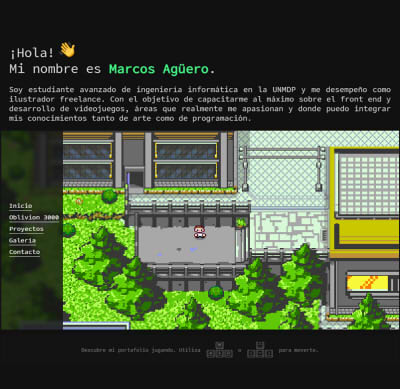 ¡Hola!
Mi nombre es Marcos Agüero.
Soy estudiante avanzado de ingeniería informática en la UNMDP y me desempeño como
ilustrador freelance. Con el objetivo de capacitarme al máximo sobre el front end y
desarrollo de videojuegos, áreas que realmente me apasionan y donde puedo integrar
mis conocimientos tanto de arte como de programación.
Inicio
Oblivion 3000
Proyectos
Galería
Contacto
Descubre mi portafolio jugando. Utiliza o para moverte.